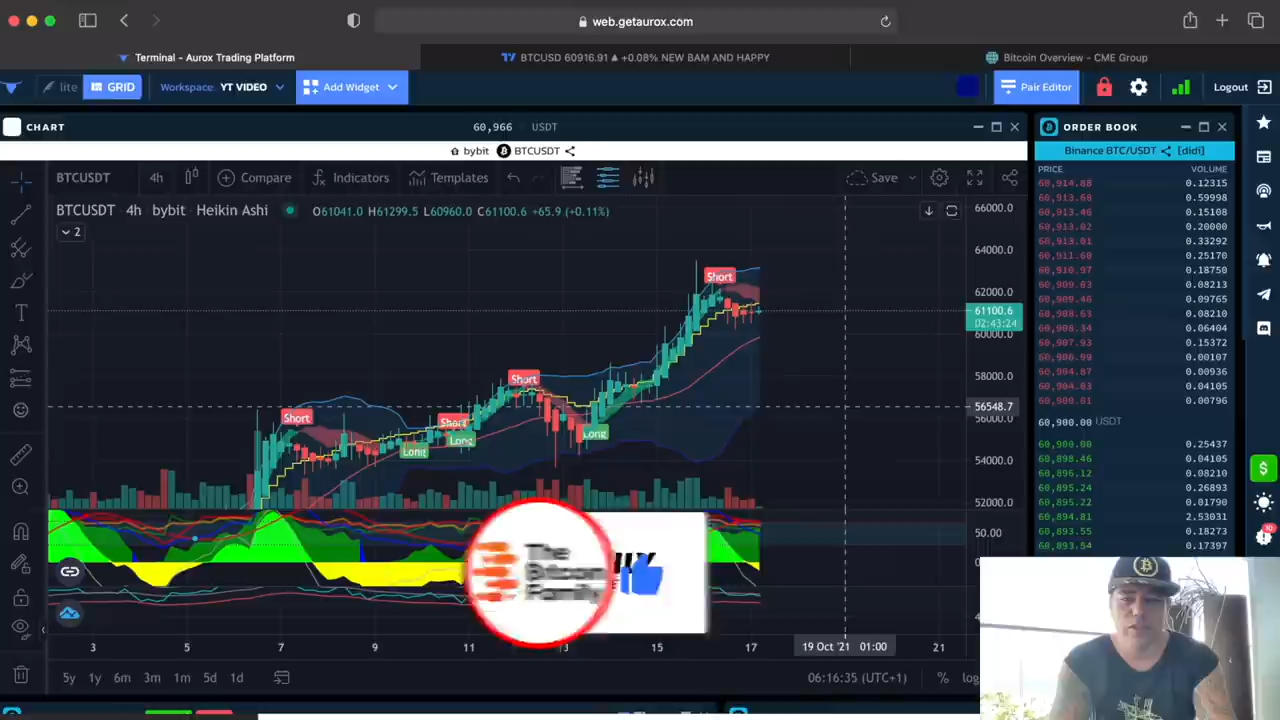 web.getaurox.com
Terminal - Aurox Trading Platform
BTCUSD 60916.91 ▲ +0.08% NEW BAM AND HAPPY
Bitcoin Overview - CME Group
lite
GRID
Workspace: YT VIDEO
Add Widget
Pair Editor
Logout
CHART
60,966 USDT
ORDER BOOK
bybit BTCUSDT
Binance BTC/USDT [didi]
BTCUSDT 4h Compare Indicators Templates Save
PRICE VOLUME
BTCUSDT 4h bybit Heikin Ashi O61041.0 H61299.5 L60960.0 C61100.6 +65.9 (+0.11%)
2
66000.0
64000.0
62000.0
61100.6
02:43:24
60000.0
58000.0
56548.7
56000.0
54000.0
52000.0
50.00
Short
Short
Short
Short
Long
Long
Long
60,914.88 0.12315
60,913.68 0.59998
60,913.46 0.15108
60,913.02 0.20000
60,913.01 0.33292
60,911.60 0.25170
60,910.97 0.18750
60,909.83 0.08213
60,909.46 0.09765
60,908.63 0.08210
60,908.34 0.06404
60,907.93 0.15372
60,906.99 0.00107
60,904.87 0.00936
60,904.83 0.04105
60,900.01 0.00796
60,900.00 USDT
60,900.00 0.25437
60,898.46 0.04105
60,896.12 0.08210
60,895.24 0.26893
60,895.22 0.01790
60,894.81 2.53031
60,893.55 0.18273
60,893.54 0.17397
The
Bitcoin
Family
3 5 7 9 11 13 15 17 19 Oct '21 01:00 21
5y 1y 6m 3m 1m 5d 1d
06:16:35 (UTC+1) % log